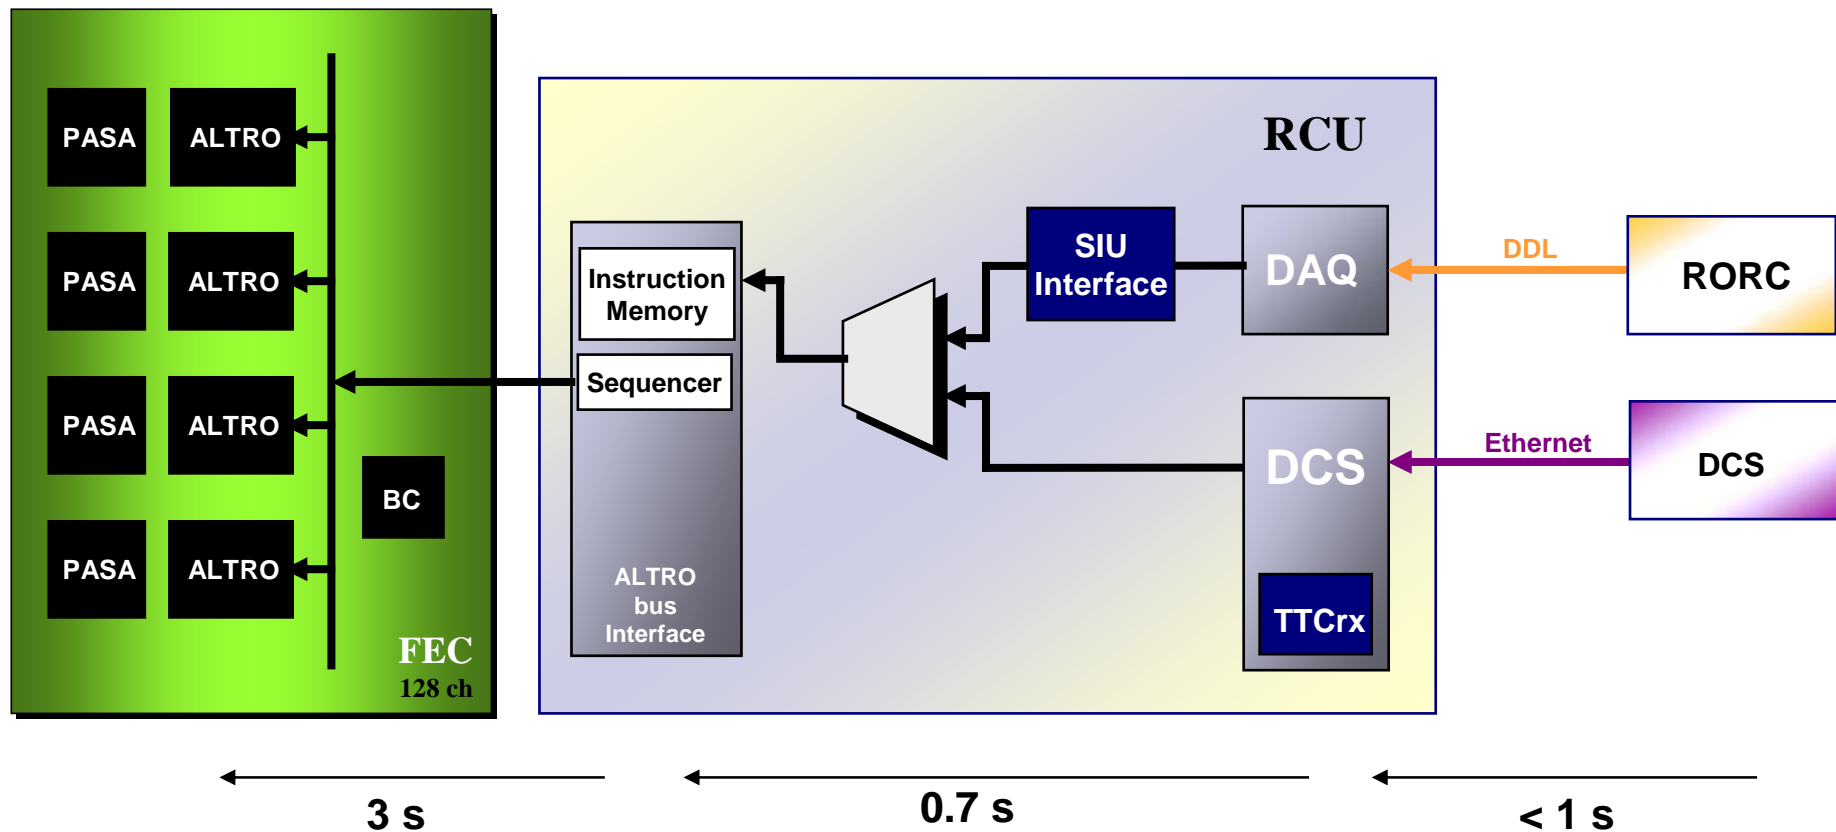 PASA
ALTRO
PASA
ALTRO
PASA
ALTRO
PASA
ALTRO
BC
FEC
128 ch
RCU
Instruction
Memory
Sequencer
ALTRO
bus
Interface
SIU
Interface
DAQ
DCS
TTCrx
DDL
RORC
Ethernet
DCS
3 s
0.7 s
< 1 s